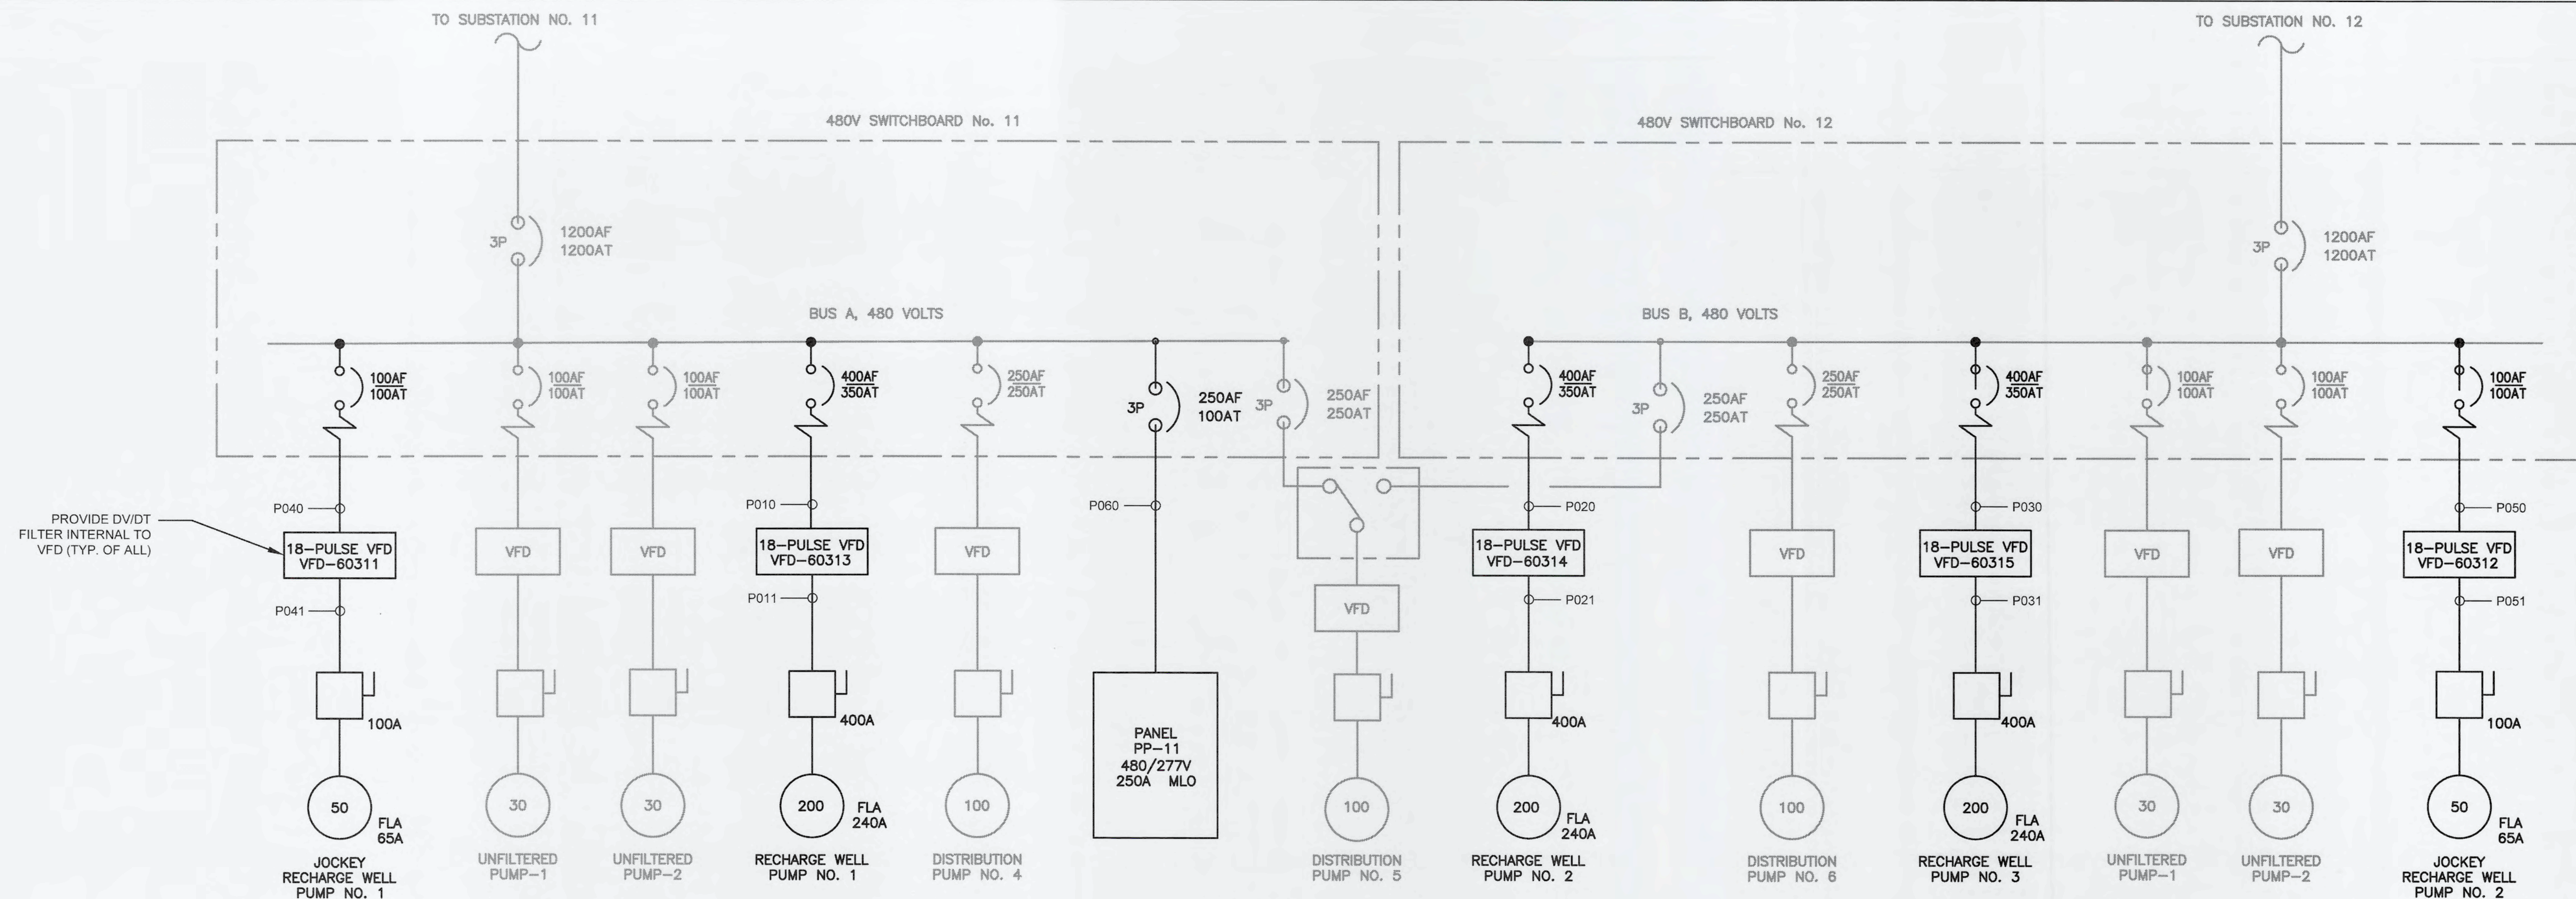 TO SUBSTATION NO. 11
TO SUBSTATION NO. 12
480V SWITCHBOARD No. 11
480V SWITCHBOARD No. 12
3P
1200AF
1200AT
3P
1200AF
1200AT
BUS A, 480 VOLTS
BUS B, 480 VOLTS
100AF
100AT
100AF
100AT
100AF
100AT
400AF
350AT
250AF
250AT
3P
250AF
100AT
3P
250AF
250AT
400AF
350AT
3P
250AF
250AT
250AF
250AT
400AF
350AT
100AF
100AT
100AF
100AT
100AF
100AT
PROVIDE DV/DT
FILTER INTERNAL TO
VFD (TYP. OF ALL)
P040
18-PULSE VFD
VFD-60311
P041
100A
50
FLA
65A
JOCKEY
RECHARGE WELL
PUMP NO. 1
VFD
30
UNFILTERED
PUMP-1
VFD
30
UNFILTERED
PUMP-2
P010
18-PULSE VFD
VFD-60313
P011
400A
200
FLA
240A
RECHARGE WELL
PUMP NO. 1
VFD
100
DISTRIBUTION
PUMP NO. 4
P060
PANEL
PP-11
480/277V
250A MLO
VFD
100
DISTRIBUTION
PUMP NO. 5
P020
18-PULSE VFD
VFD-60314
P021
400A
200
FLA
240A
RECHARGE WELL
PUMP NO. 2
VFD
100
DISTRIBUTION
PUMP NO. 6
P030
18-PULSE VFD
VFD-60315
P031
400A
200
FLA
240A
RECHARGE WELL
PUMP NO. 3
VFD
30
UNFILTERED
PUMP-1
VFD
30
UNFILTERED
PUMP-2
P050
18-PULSE VFD
VFD-60312
P051
100A
50
FLA
65A
JOCKEY
RECHARGE WELL
PUMP NO. 2